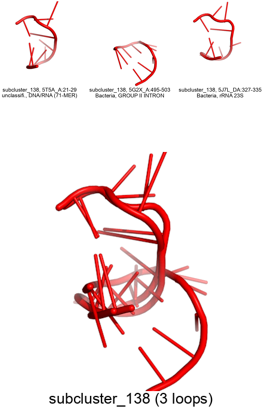 subcluster_138, 5T5A_A:21-29
unclassifi., DNA/RNA (71-MER)
subcluster_138, 5G2X_A:495-503
Bacteria, GROUP II INTRON
subcluster_138, 5J7L_DA:327-335
Bacteria, rRNA 23S
subcluster_138 (3 loops)